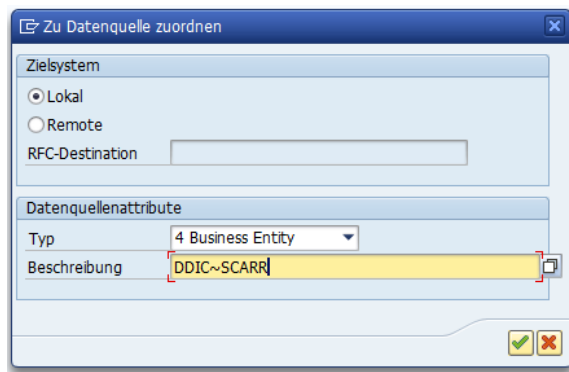 Zu Datenquelle zuordnen
Zielsystem
Lokal
Remote
RFC-Destination
Datenquellenattribute
Typ 4 Business Entity
Beschreibung DDIC~SCARR